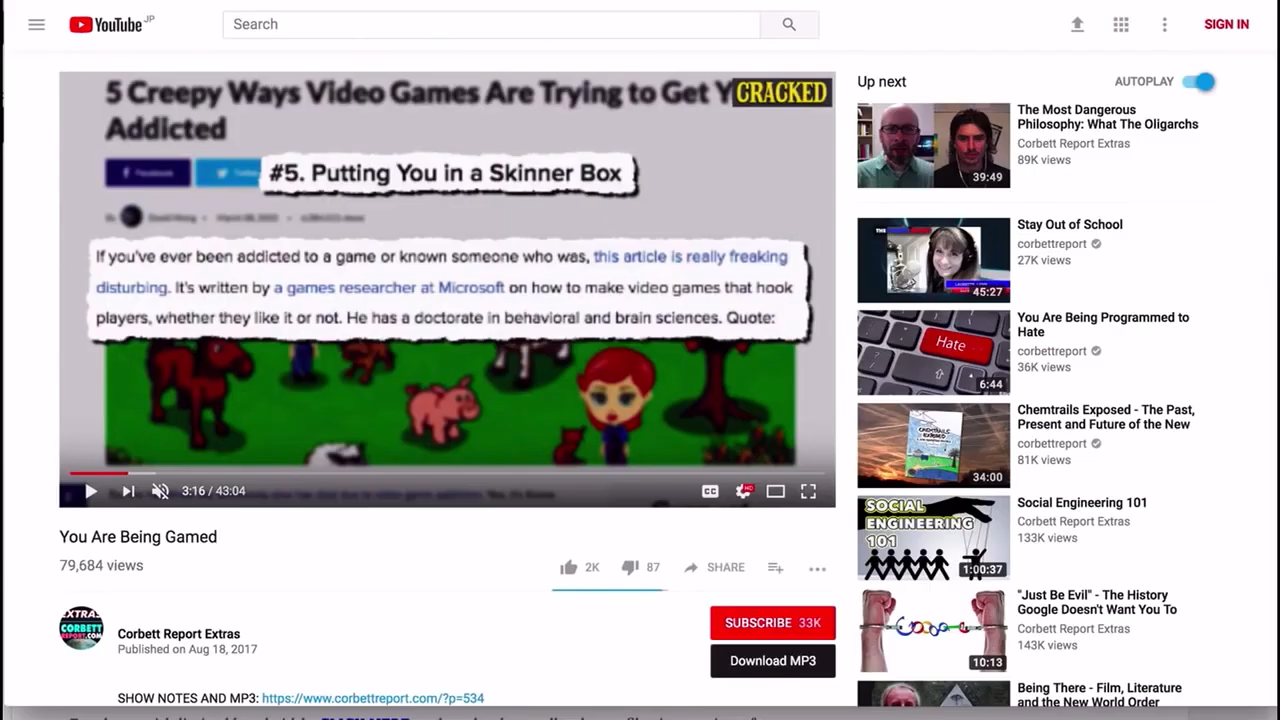 YouTube JP
Search
SIGN IN
5 Creepy Ways Video Games Are Trying to Get Y
CRACKED
Addicted
Facebook
#5. Putting You in a Skinner Box
If you've ever been addicted to a game or known someone who was, this article is really freaking
disturbing. It's written by a games researcher at Microsoft on how to make video games that hook
players, whether they like it or not. He has a doctorate in behavioral and brain sciences. Quote:
3:16 / 43:04
CC
HD
You Are Being Gamed
79,684 views
2K
87
SHARE
EXTRAS
CORBETT
REPORT.COM
Corbett Report Extras
Published on Aug 18, 2017
SUBSCRIBE 33K
Download MP3
SHOW NOTES AND MP3: https://www.corbettreport.com/?p=534
Up next
AUTOPLAY
The Most Dangerous
Philosophy: What The Oligarchs
Corbett Report Extras
89K views
39:49
Stay Out of School
corbettreport
27K views
45:27
You Are Being Programmed to
Hate
corbettreport
36K views
Hate
6:44
Chemtrails Exposed - The Past,
Present and Future of the New
corbettreport
81K views
CHEMTRAILS
EXPOSED
34:00
Social Engineering 101
Corbett Report Extras
133K views
SOCIAL
ENGINEERING
101
1:00:37
"Just Be Evil" - The History
Google Doesn't Want You To
Corbett Report Extras
143K views
10:13
Being There - Film, Literature
and the New World Order